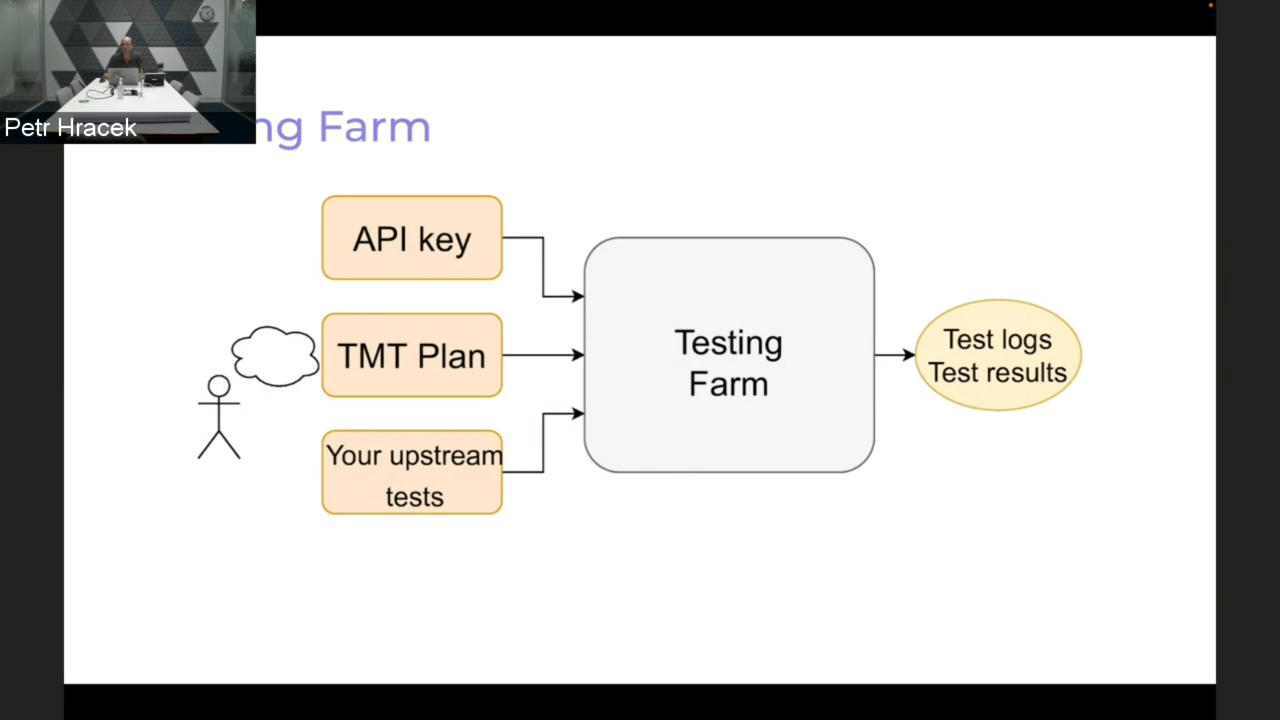 Petr Hracek
ng Farm
API key
TMT Plan
Your upstream
tests
Testing
Farm
Test logs
Test results